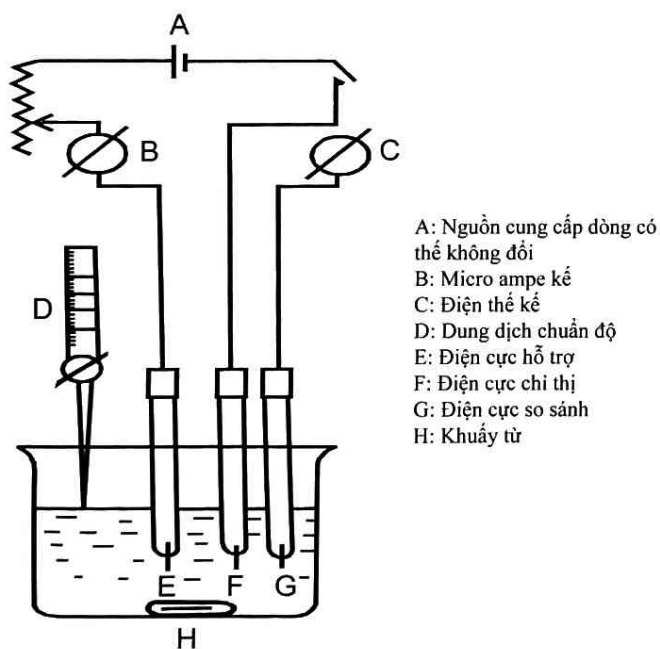 A
B
C
D
E
F
G
H
A: Nguồn cung cấp dòng có
thế không đổi
B: Micro ampe kế
C: Điện thế kế
D: Dung dịch chuẩn độ
E: Điện cực hỗ trợ
F: Điện cực chỉ thị
G: Điện cực so sánh
H: Khuấy từ